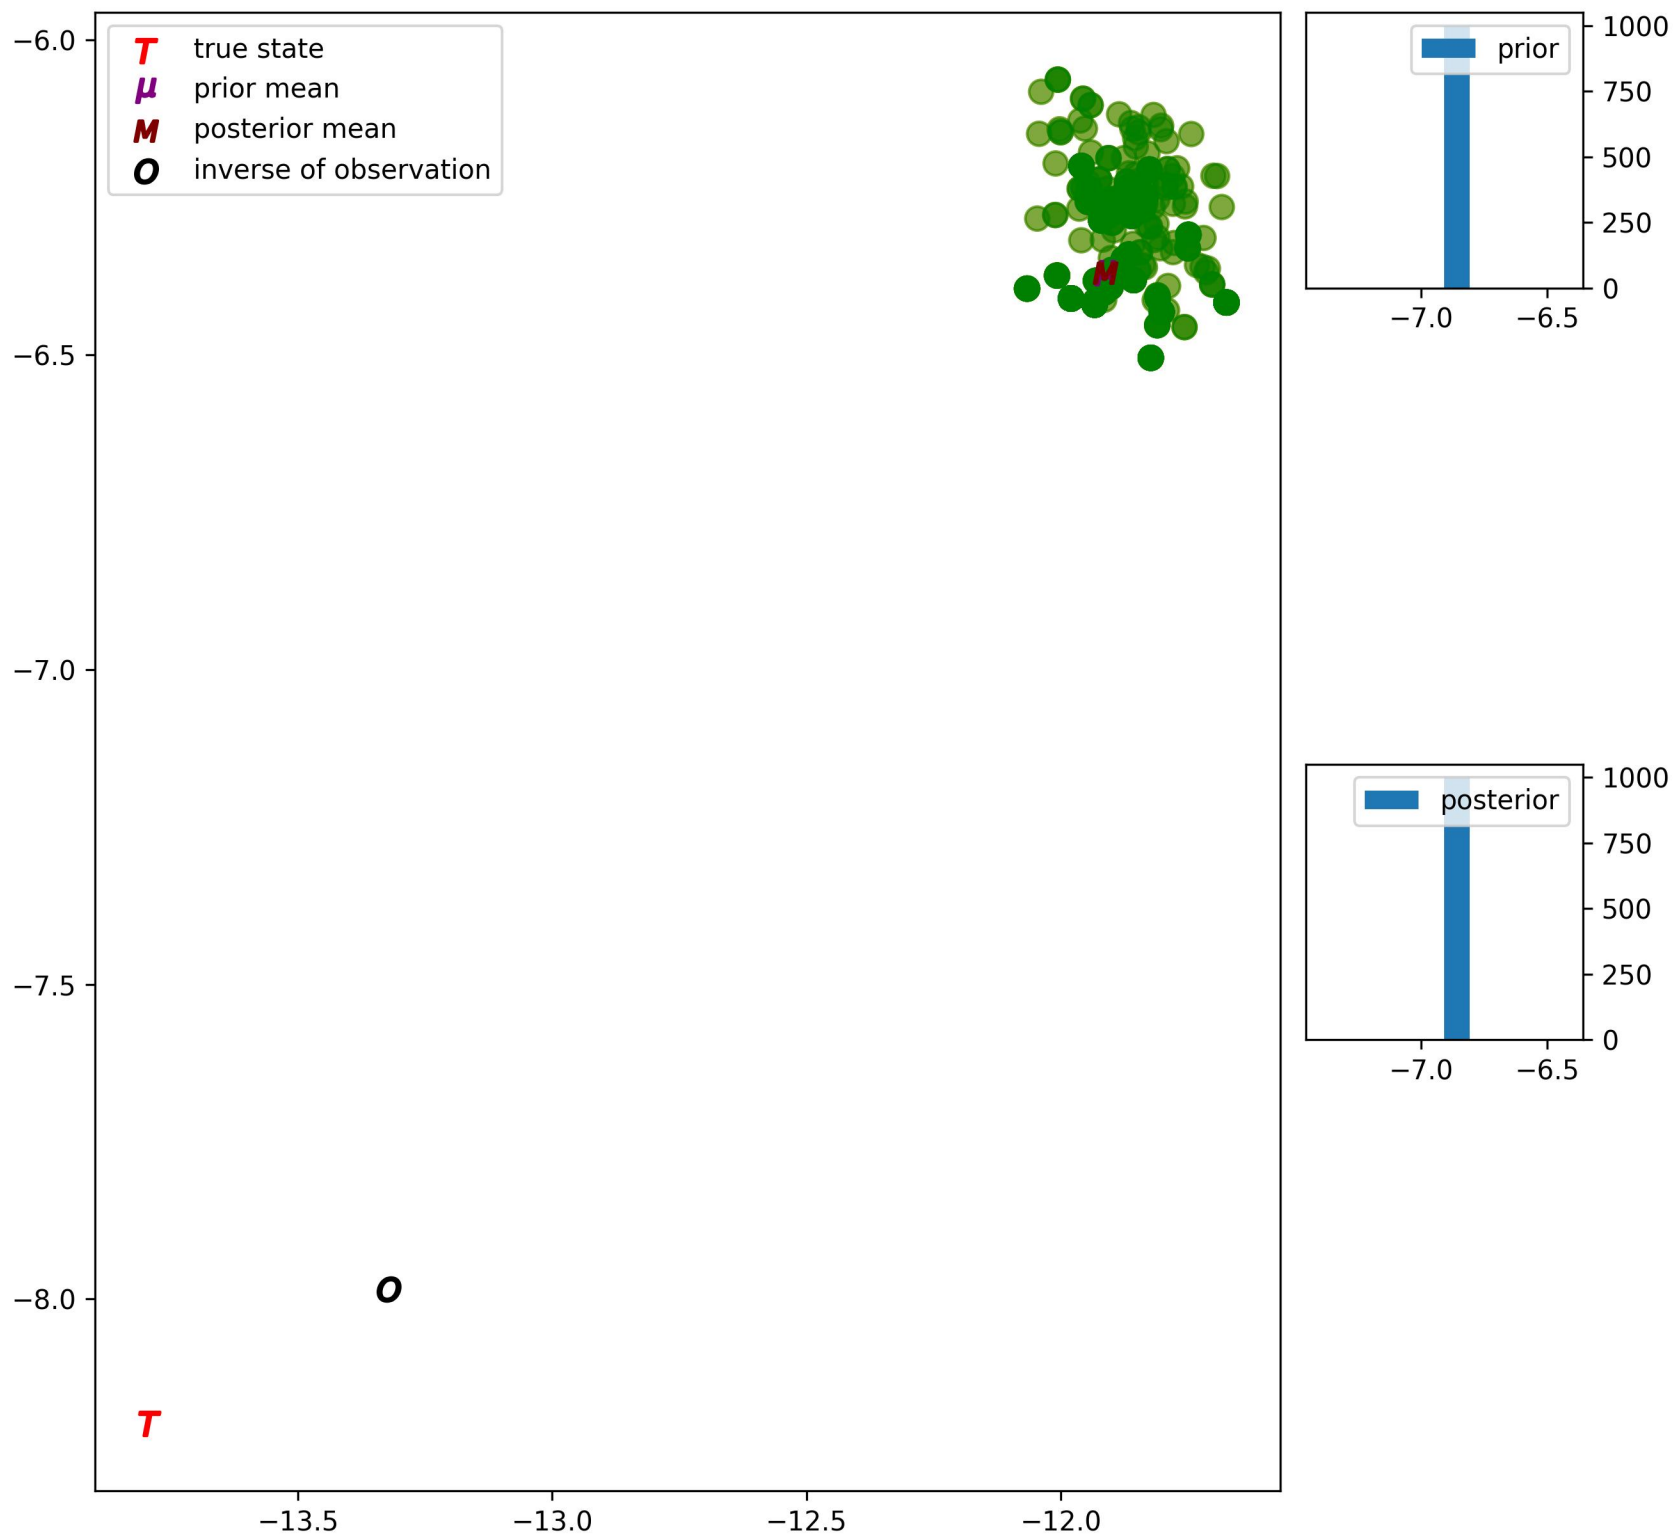 T true state
μ prior mean
M posterior mean
O inverse of observation
−6.0
−6.5
−7.0
−7.5
−8.0
−13.5 −13.0 −12.5 −12.0
M
O
T
prior
1000
750
500
250
0
−7.0 −6.5
posterior
1000
750
500
250
0
−7.0 −6.5